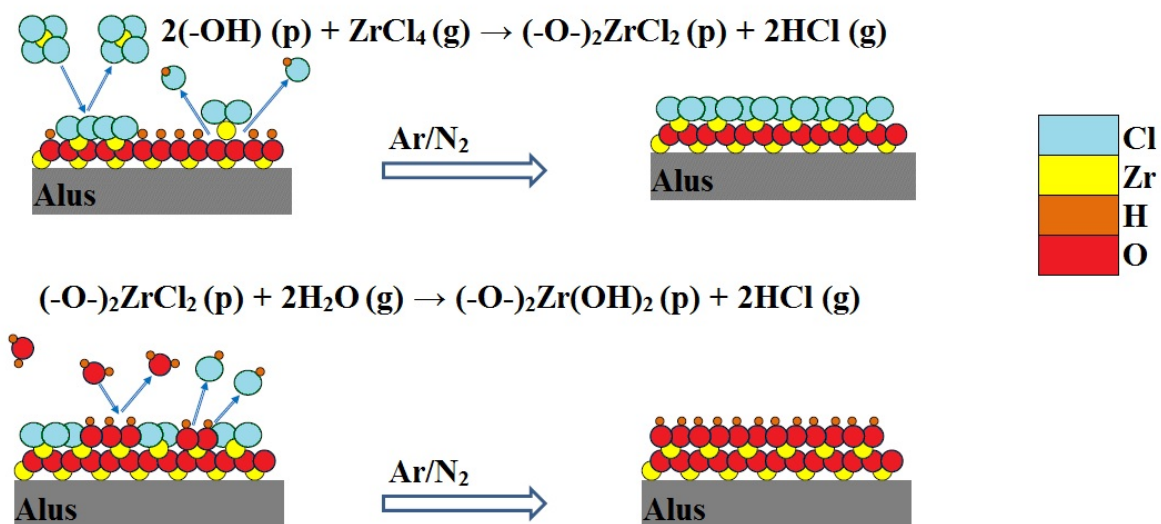 2(-OH) (p) + ZrCl₄ (g) → (-O-)₂ZrCl₂ (p) + 2HCl (g)
Ar/N₂
Alus
Alus
Cl
Zr
H
O
(-O-)₂ZrCl₂ (p) + 2H₂O (g) → (-O-)₂Zr(OH)₂ (p) + 2HCl (g)
Ar/N₂
Alus
Alus